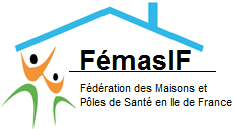 FémasIF
Fédération des Maisons et
Pôles de Santé en Ile de France